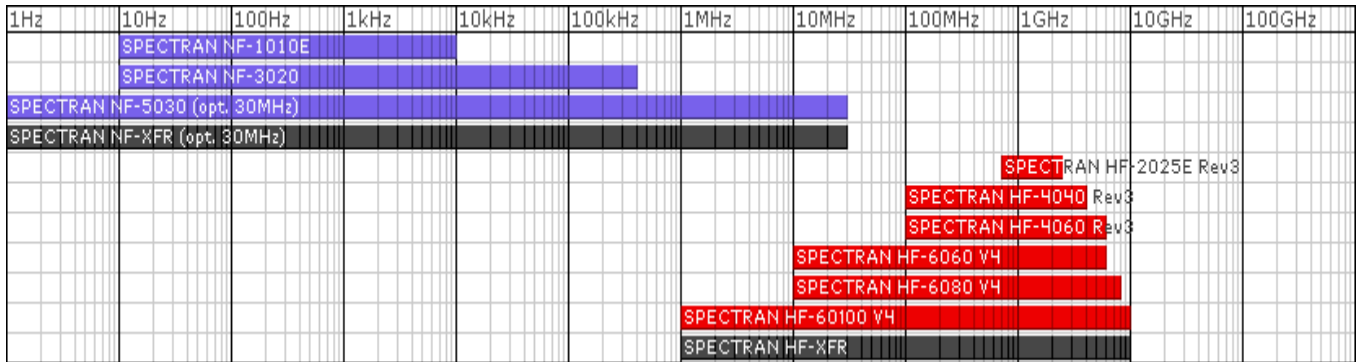 1Hz 10Hz 100Hz 1kHz 10kHz 100kHz 1MHz 10MHz 100MHz 1GHz 10GHz 100GHz
SPECTRAN NF-1010E
SPECTRAN NF-3020
SPECTRAN NF-5030 (opt. 30MHz)
SPECTRAN NF-XFR (opt. 30MHz)
SPECTRAN HF-2025E Rev3
SPECTRAN HF-4040 Rev3
SPECTRAN HF-4060 Rev3
SPECTRAN HF-6060 V4
SPECTRAN HF-6080 V4
SPECTRAN HF-60100 V4
SPECTRAN HF-XFR